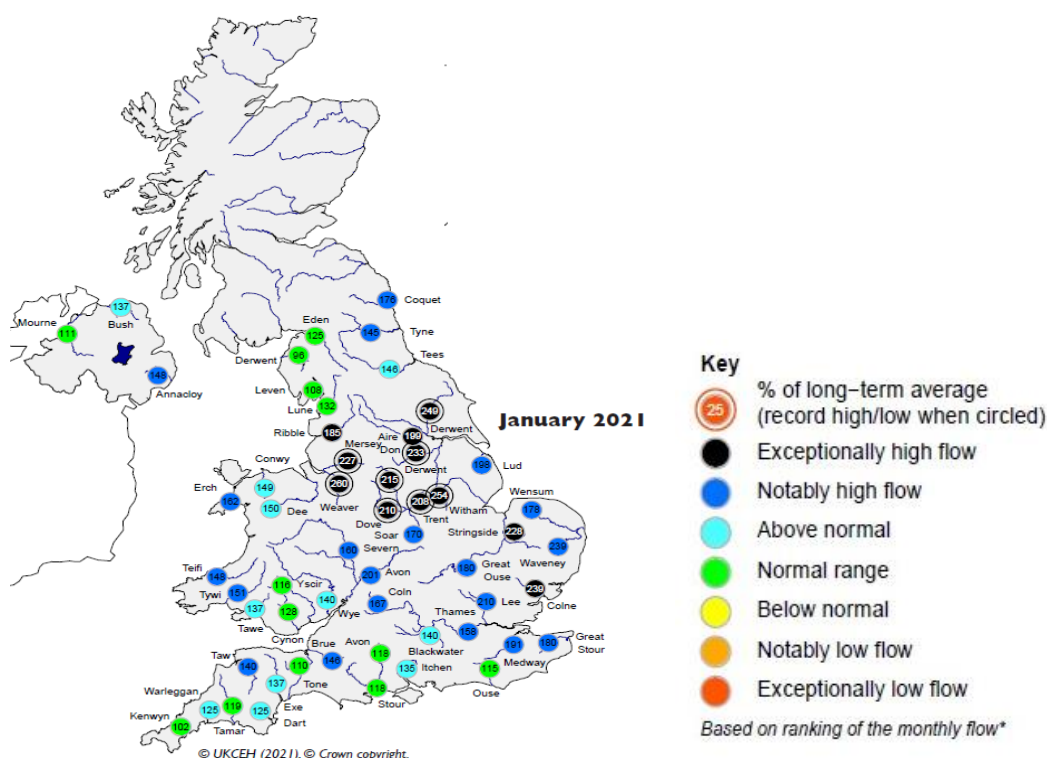 176
Coquet
137
Bush
Mourne
111
Eden
125
145
Tyne
Derwent
96
Tees
146
148
Annacloy
Leven
108
Lune
132
249
Derwent
January 2021
Ribble
185
Aire
199
Mersey
Don
233
227
Conwy
149
Derwent
215
198
Lud
Erch
162
150
Dee
260
Weaver
208
254
Witham
Trent
210
Dove
Wensum
178
Soar
170
Stringside
228
Severn
160
239
Waveney
Teifi
148
201
Avon
180
Great
Ouse
Tywi
151
116
Yscir
140
Wye
Coln
167
239
Colne
210
Lee
137
Tawe
128
Cynon
Thames
158
Brue
146
Avon
118
140
Blackwater
191
Medway
180
Great
Stour
Taw
140
110
Tone
135
Itchen
115
Ouse
137
Exe
118
Stour
Warleggan
125
119
Tamar
125
Dart
Kenwyn
102
© UKCEH (2021). © Crown copyright.
Key
25
% of long-term average
(record high/low when circled)
Exceptionally high flow
Notably high flow
Above normal
Normal range
Below normal
Notably low flow
Exceptionally low flow
Based on ranking of the monthly flow*